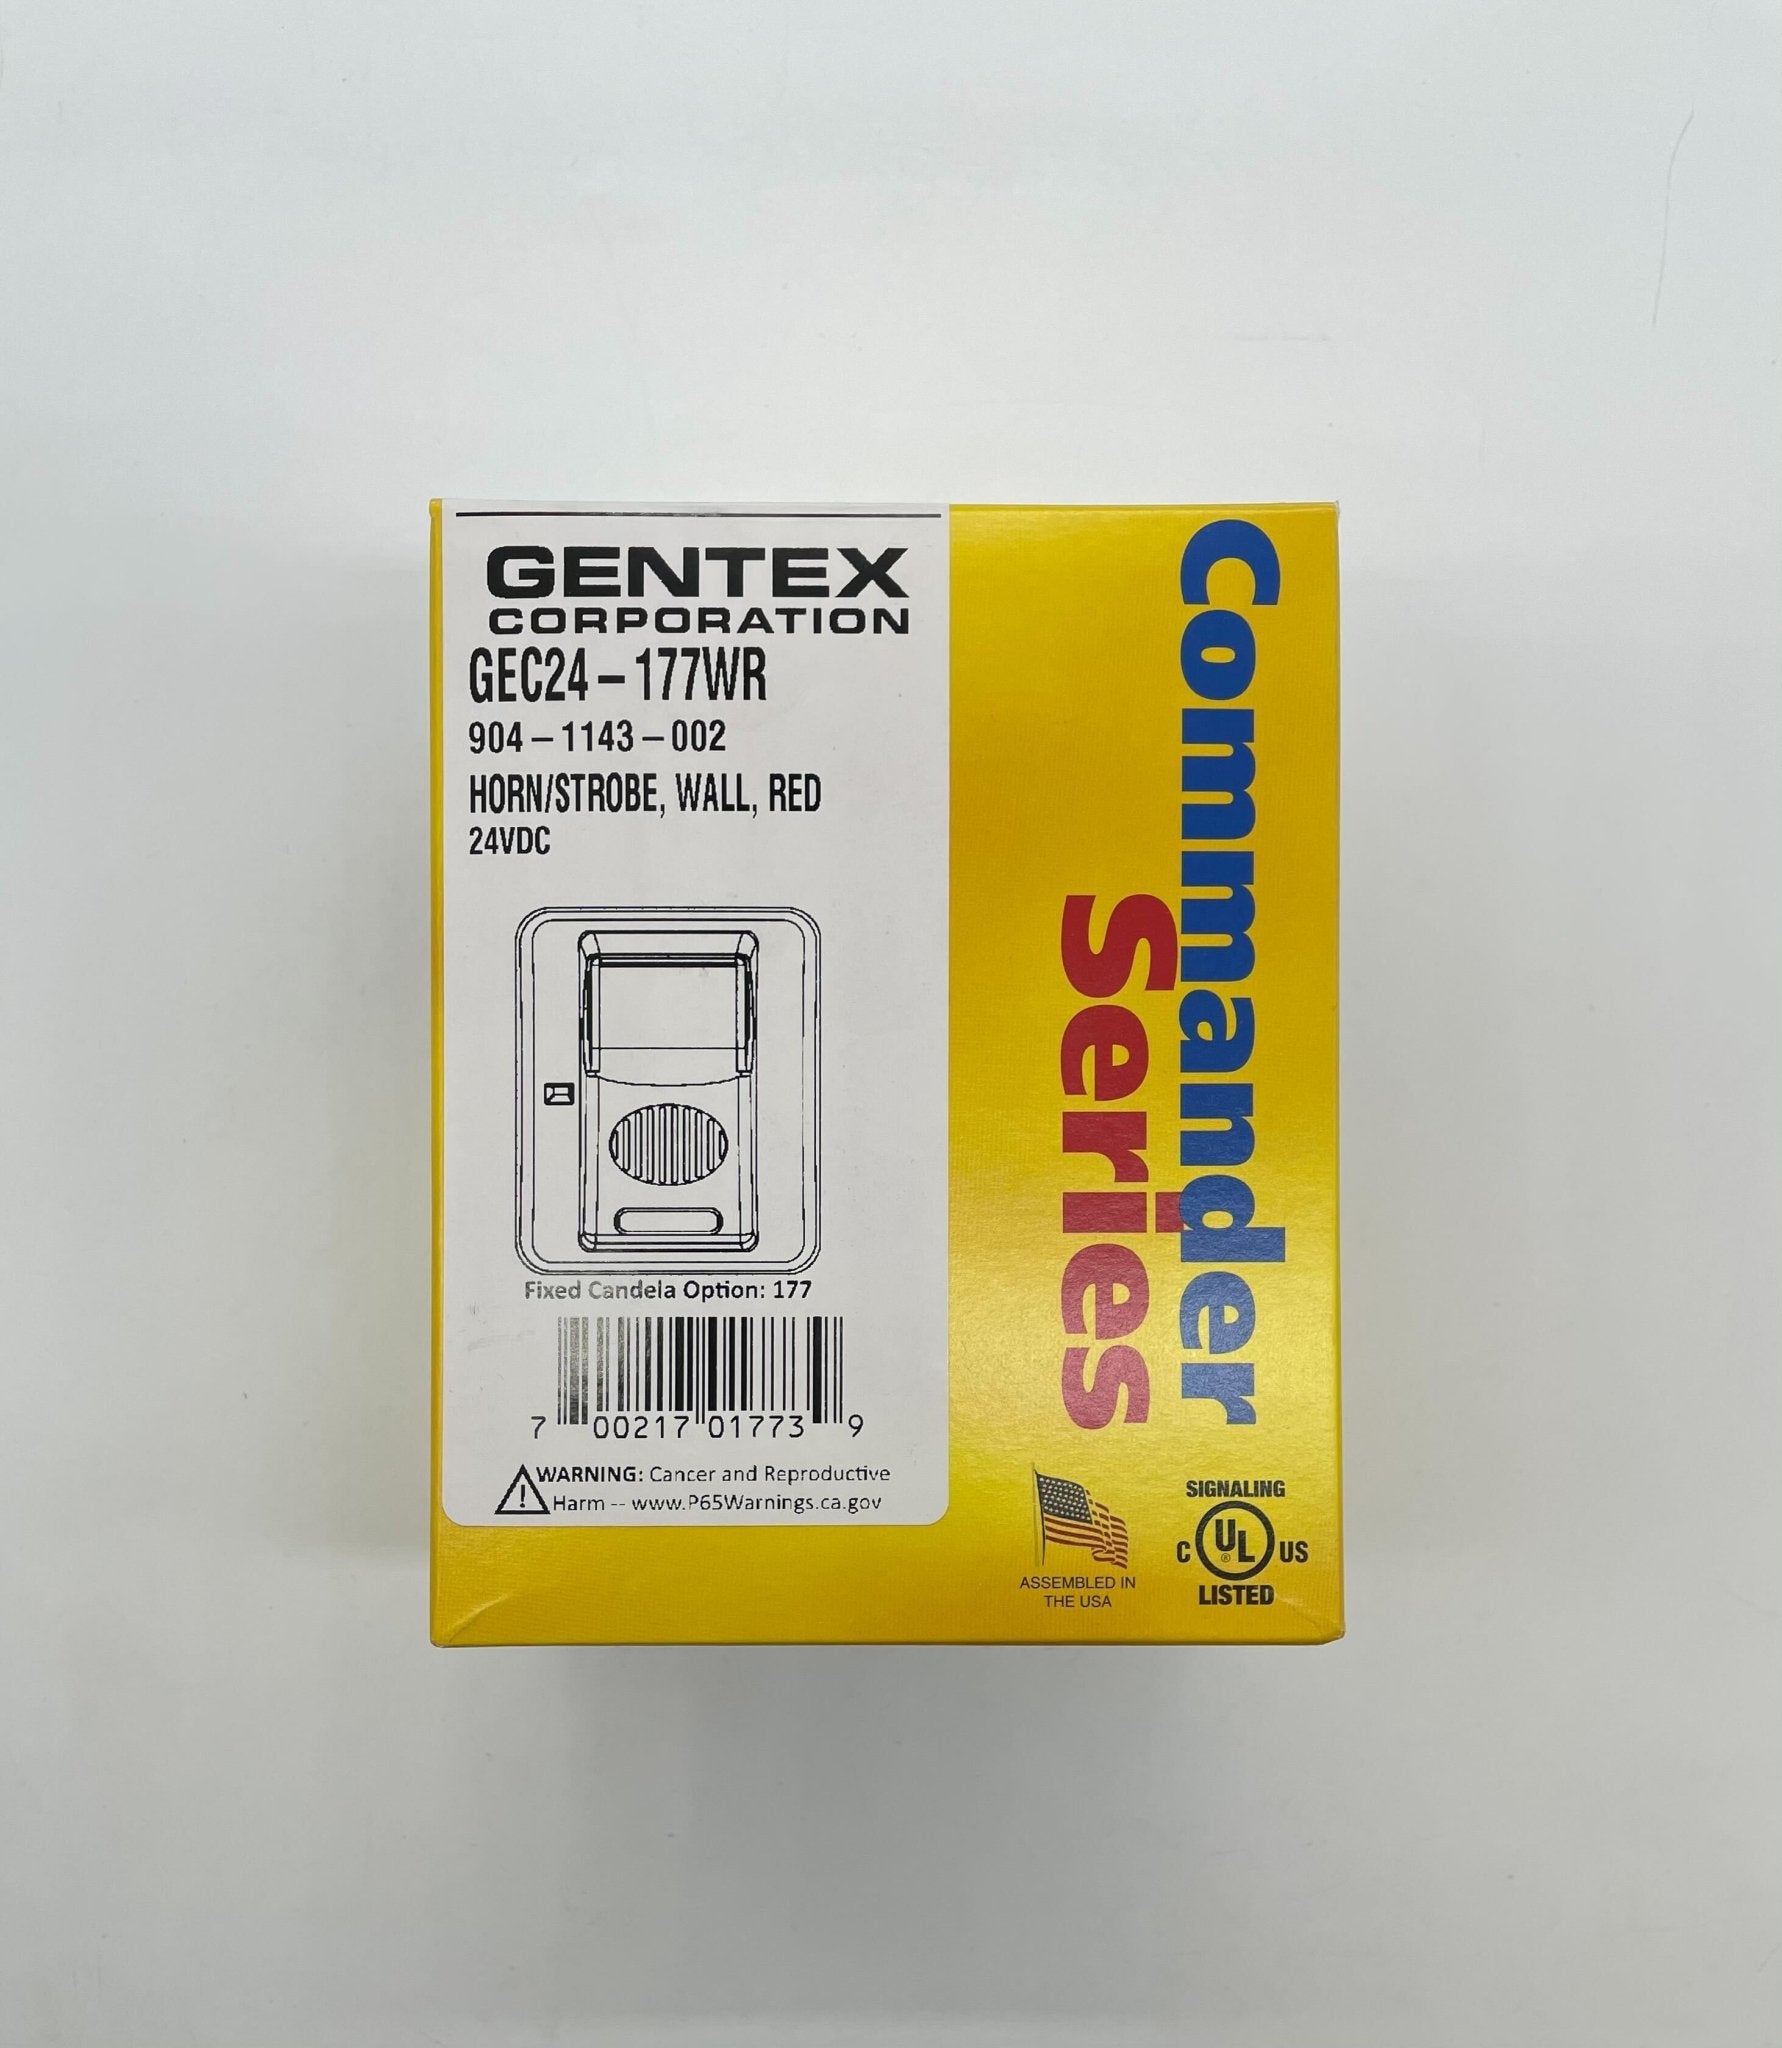 GENTEX
CORPORATION
GEC24-177WR
904-1143-002
HORN/STROBE, WALL, RED
24VDC
Fixed Candela Option: 177
7 00217 01773 9
WARNING: Cancer and Reproductive
Harm -- www.P65Warnings.ca.gov
Commander
Series
ASSEMBLED IN
THE USA
SIGNALING
C UL® US
LISTED